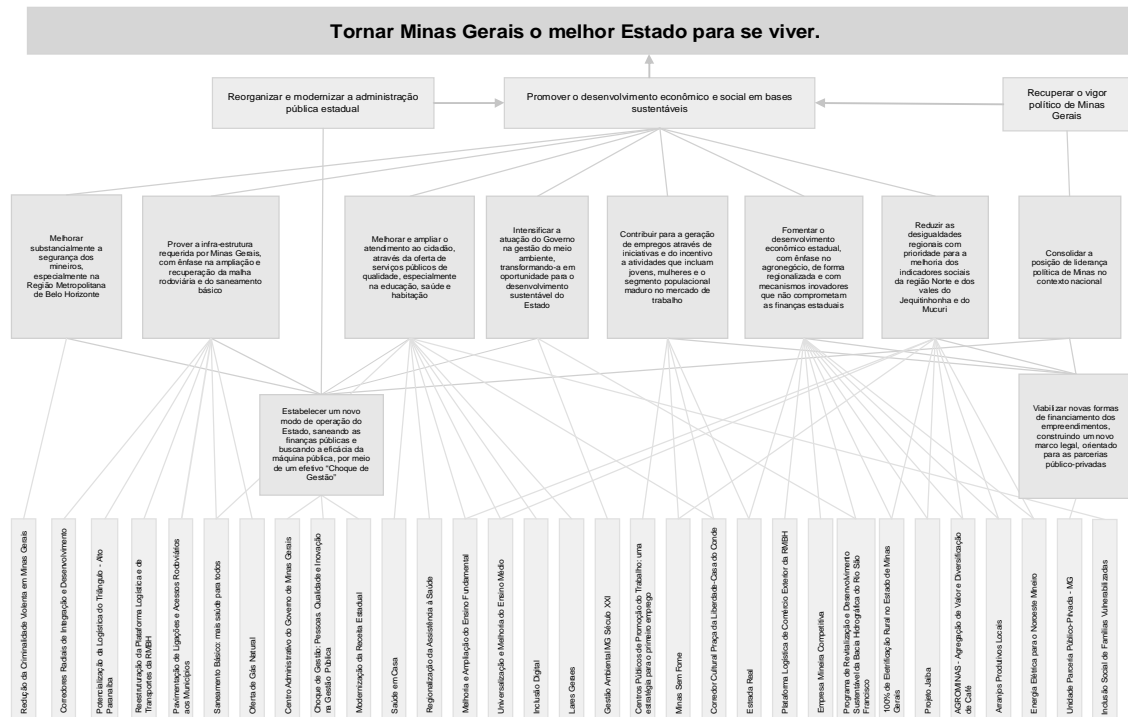 Tornar Minas Gerais o melhor Estado para se viver.
Reorganizar e modernizar a administração
pública estadual
Promover o desenvolvimento econômico e social em bases
sustentáveis
Recuperar o vigor
político de Minas
Gerais
Melhorar
substancialmente a
segurança dos
mineiros,
especialmente na
Região Metropolitana
de Belo Horizonte
Prover a infra-estrutura
requerida por Minas Gerais,
com ênfase na ampliação e
recuperação da malha
rodoviária e do saneamento
básico
Melhorar e ampliar o
atendimento ao cidadão,
através da oferta de
serviços públicos de
qualidade, especialmente
na educação, saúde e
habitação
Intensificar a
atuação do Governo
na gestão do meio
ambiente,
transformando-a em
oportunidade para o
desenvolvimento
sustentável do Estado
Contribuir para a geração
de empregos através de
iniciativas e do incentivo
a atividades que incluam
jovens, mulheres e o
segmento populacional
maduro no mercado de
trabalho
Fomentar o
desenvolvimento
econômico estadual,
com ênfase no
agronegócio, de forma
regionalizada e com
mecanismos inovadores
que não comprometam
as finanças estaduais
Reduzir as
desigualdades
regionais com
prioridade para a
melhoria dos
indicadores sociais
da região Norte e dos
vales do
Jequitinhonha e do
Mucuri
Consolidar a
posição de liderança
política de Minas no
contexto nacional
Estabelecer um novo
modo de operação do
Estado, saneando as
finanças públicas e
buscando a eficácia da
máquina pública, por meio
de um efetivo “Choque de
Gestão”
Viabilizar novas formas
de financiamento dos
empreendimentos,
construindo um novo
marco legal, orientado
para as parcerias
público-privadas
Redução da Criminalidade Violenta em Minas Gerais
Corredores Radiais de Integração e Desenvolvimento
Potencialização da Logística do Triângulo - Alto
Paranaíba
Reestruturação da Plataforma Logística e de
Transportes da RMBH
Pavimentação de Ligações e Acessos Rodoviários
aos Municípios
Saneamento Básico: mais saúde para todos
Oferta de Gás Natural
Centro Administrativo do Governo de Minas Gerais
Choque de Gestão: Pessoas, Qualidade e Inovação
na Gestão Pública
Modernização da Receita Estadual
Saúde em Casa
Regionalização da Assistência à Saúde
Melhoria e Ampliação do Ensino Fundamental
Universalização e Melhoria do Ensino Médio
Inclusão Digital
Lares Geraes
Gestão Ambiental MG Século XXI
Centros Públicos de Promoção do Trabalho: uma
estratégia para o primeiro emprego
Minas Sem Fome
Corredor Cultural Praça da Liberdade-Casa do Conde
Estrada Real
Plataforma Logística de Comércio Exterior da RMBH
Empresa Mineira Competitiva
Programa de Revitalização e Desenvolvimento
Sustentável da Bacia Hidrográfica do Rio São
Francisco
100% de Eletrificação Rural no Estado de Minas
Gerais
Projeto Jaíba
AGROMINAS - Agregação de Valor e Diversificação
de Café
Arranjos Produtivos Locais
Energia Elétrica para o Noroeste Mineiro
Unidade Parceria Público-Privada - MG
Inclusão Social de Famílias Vulnerabilizadas